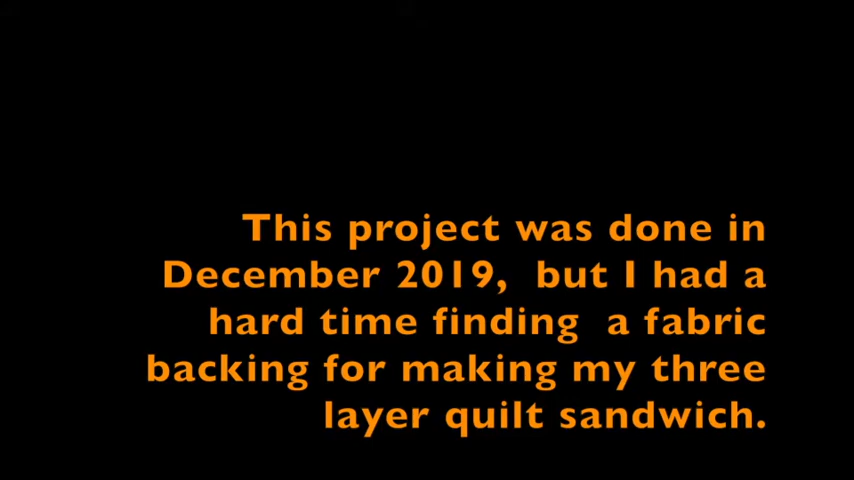 This project was done in
December 2019,  but I had a
hard time finding  a fabric
backing for making my three
layer quilt sandwich.